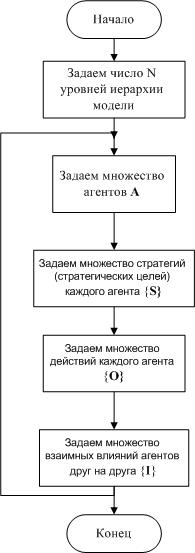 Начало
Задаем число N
уровней иерархии
модели
Задаем множество
агентов A
Задаем множество стратегий
(стратегических целей)
каждого агента {S}
Задаем множество
действий каждого агента
{O}
Задаем множество
взаимных влияний агентов
друг на друга {I}
Конец